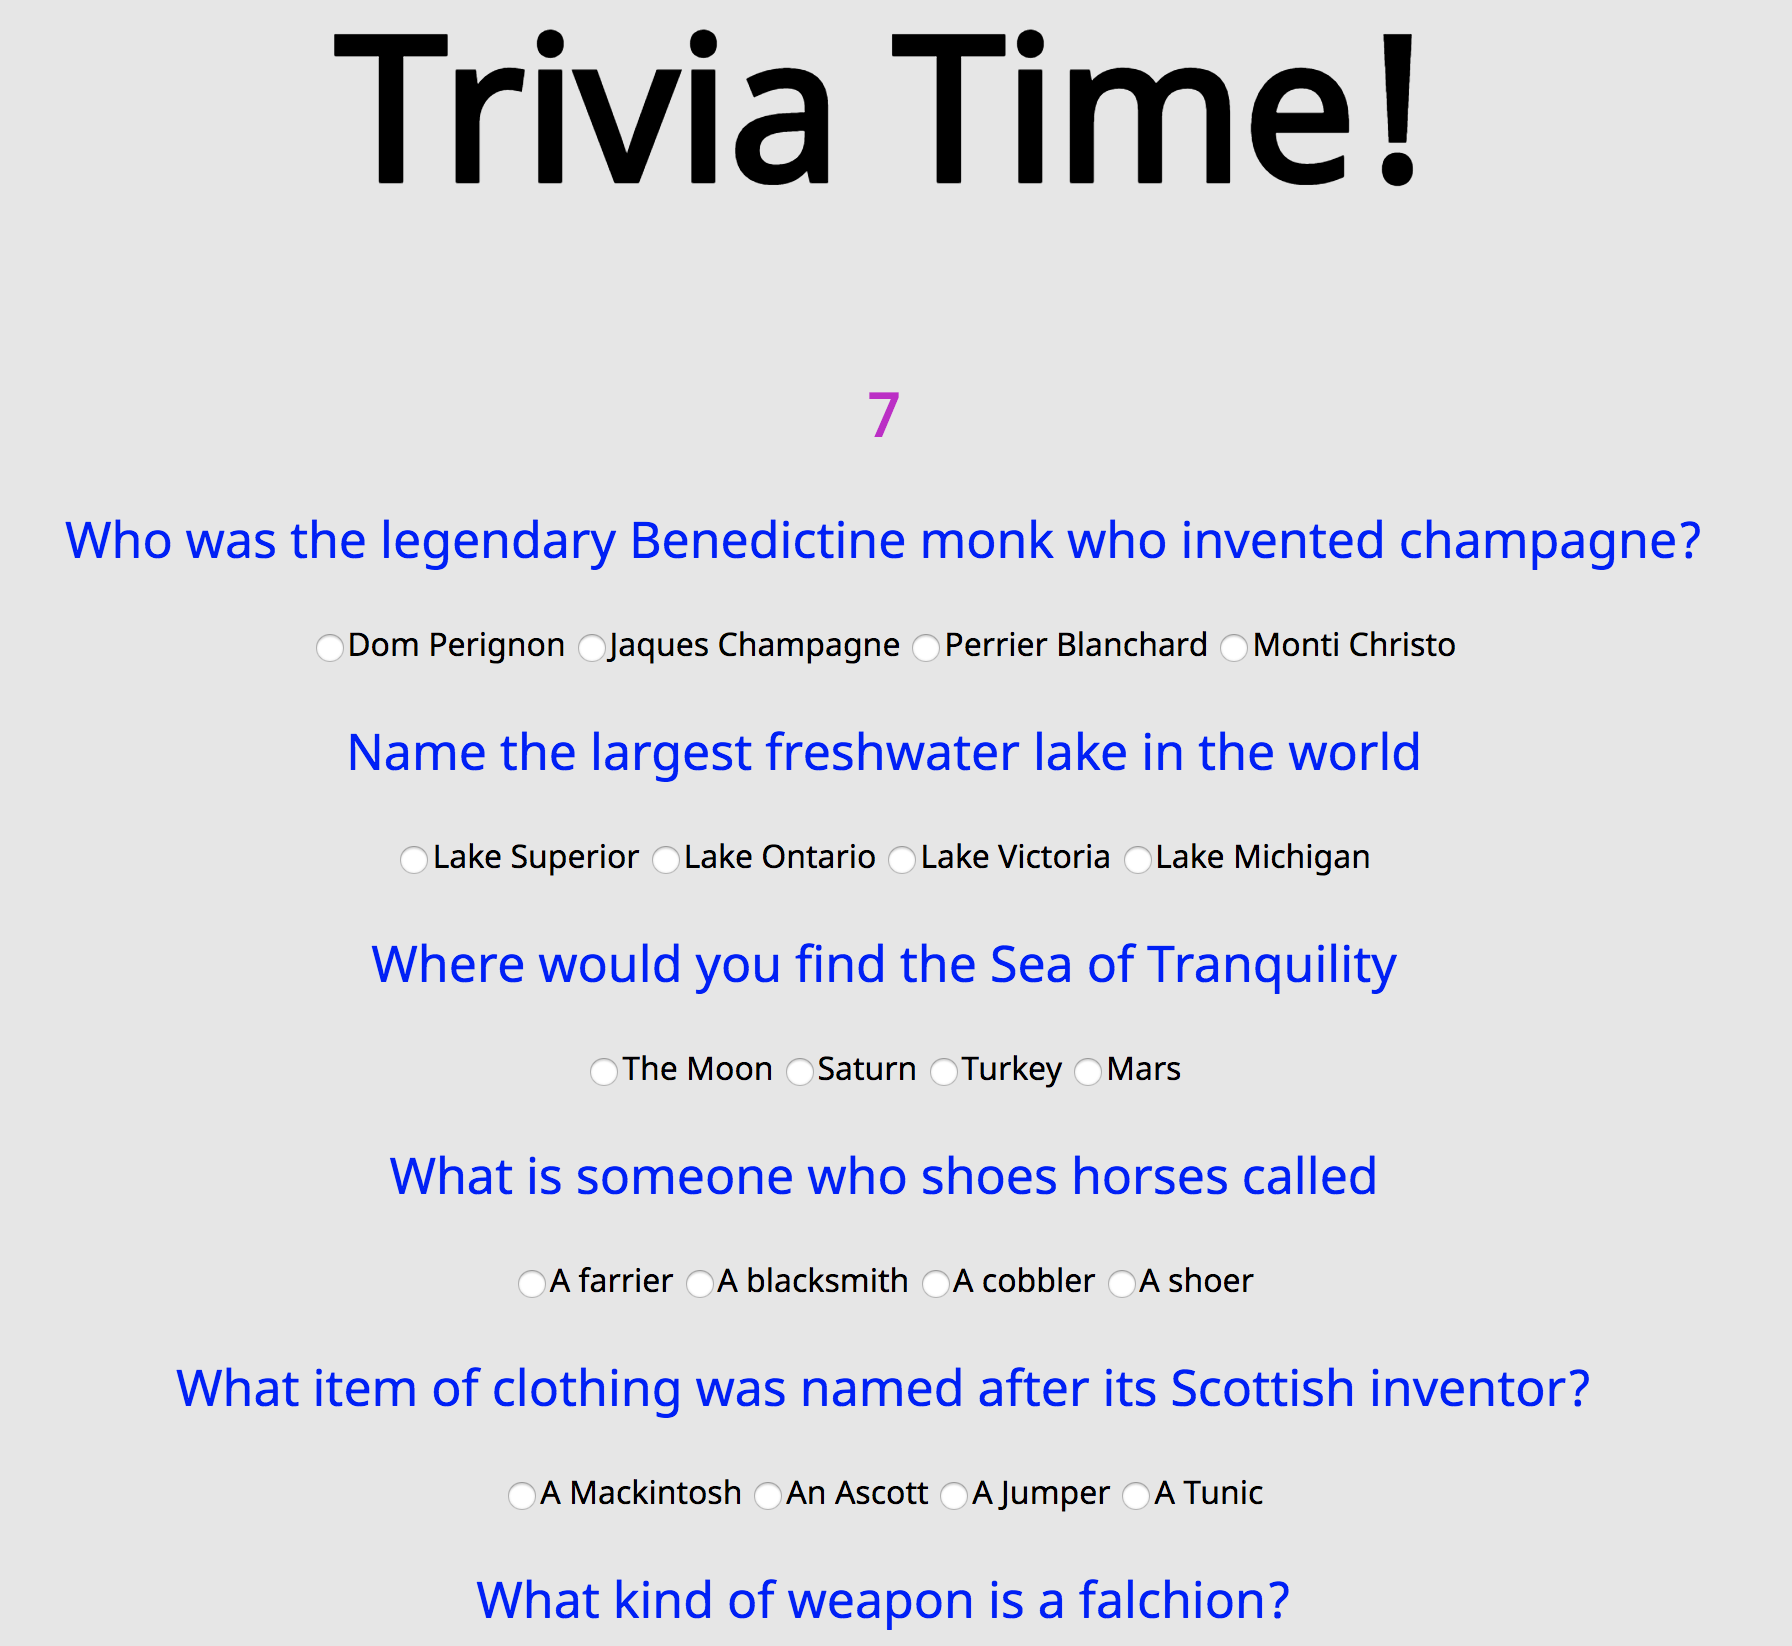 Trivia Time!
7
Who was the legendary Benedictine monk who invented champagne?
Dom Perignon Jaques Champagne Perrier Blanchard Monti Christo
Name the largest freshwater lake in the world
Lake Superior Lake Ontario Lake Victoria Lake Michigan
Where would you find the Sea of Tranquility
The Moon Saturn Turkey Mars
What is someone who shoes horses called
A farrier A blacksmith A cobbler A shoer
What item of clothing was named after its Scottish inventor?
A Mackintosh An Ascott A Jumper A Tunic
What kind of weapon is a falchion?